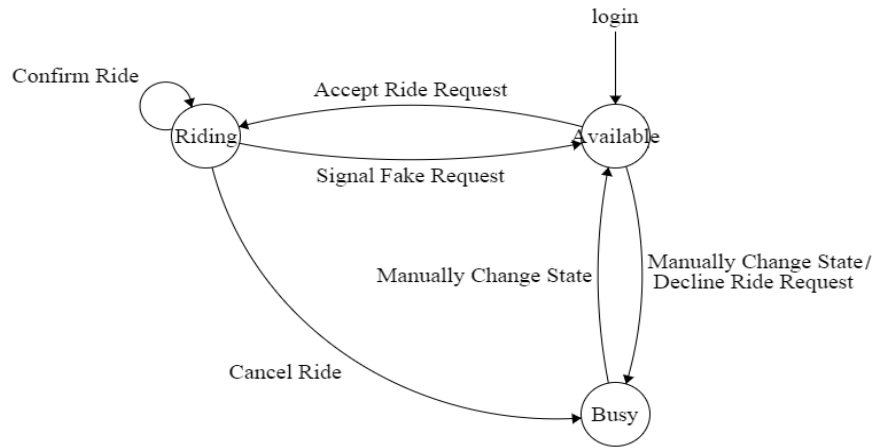 login
Confirm Ride
Accept Ride Request
Riding
Available
Signal Fake Request
Manually Change State
Manually Change State/
Decline Ride Request
Cancel Ride
Busy